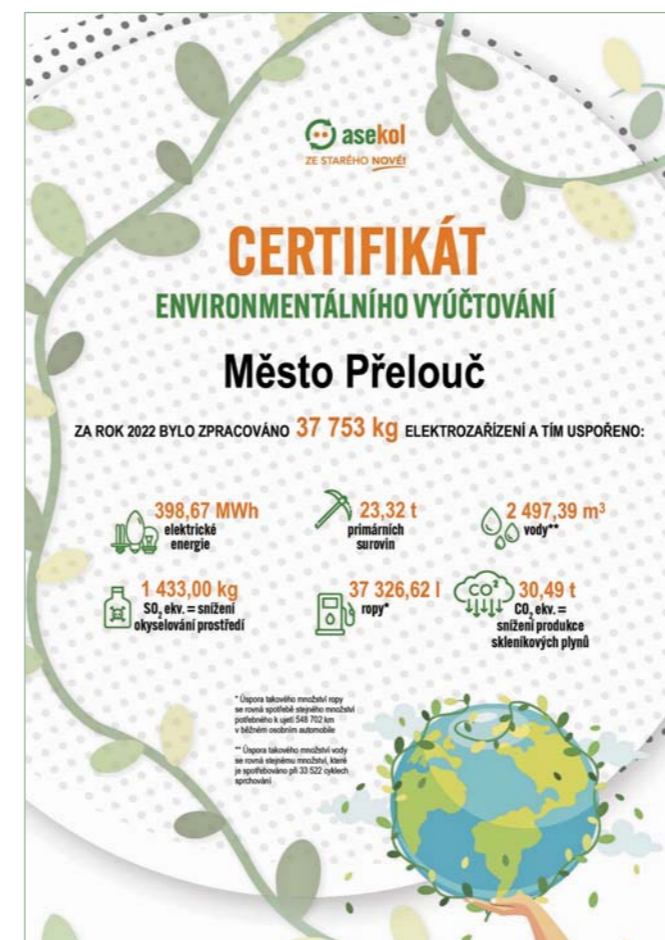 asekol
ZE STARÉHO NOVÉ!
CERTIFIKÁT
ENVIRONMENTÁLNÍHO VYÚČTOVÁNÍ
Město Přelouč
ZA ROK 2022 BYLO ZPRACOVÁNO 37 753 kg ELEKTROZAŘÍZENÍ A TÍM USPOŘENO:
398,67 MWh
elektrické
energie
23,32 t
primárních
surovin
2 497,39 m³
vody**
1 433,00 kg
SO₂ ekv. = snížení
okyselování prostředí
37 326,62 l
ropy*
CO²
30,49 t
CO₂ ekv. =
snížení produkce
skleníkových plynů
* Úspora takového množství ropy
se rovná spotřebě stejného množství
potřebného k ujetí 548 702 km
v běžném osobním automobile
** Úspora takového množství vody
se rovná stejnému množství, které
je spotřebováno při 33 522 cyklech
sprchování